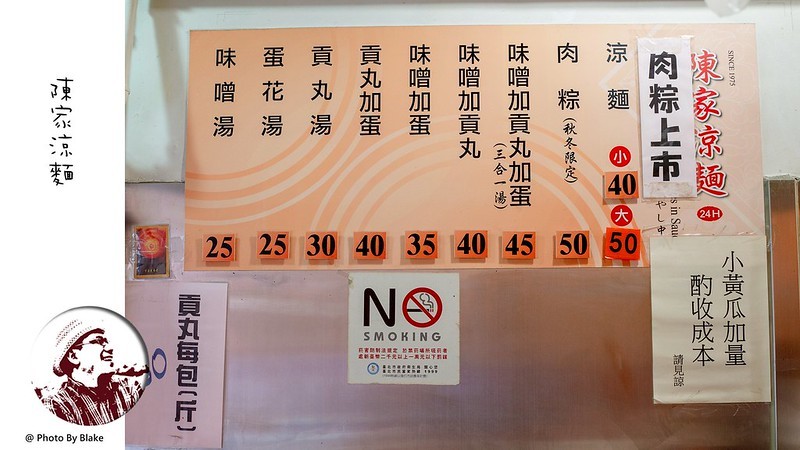 陳家涼麵
@ Photo By Blake
SINCE 1975
陳家涼麵
24H
肉粽上市
涼麵
小
40
大
50
肉粽(秋冬限定)
50
味噌加貢丸加蛋(三合一湯)
45
味噌加貢丸
40
味噌加蛋
35
貢丸加蛋
40
貢丸湯
30
蛋花湯
25
味噌湯
25
小黃瓜加量
酌收成本
請見諒
NO
SMOKING
貢丸每包(斤)